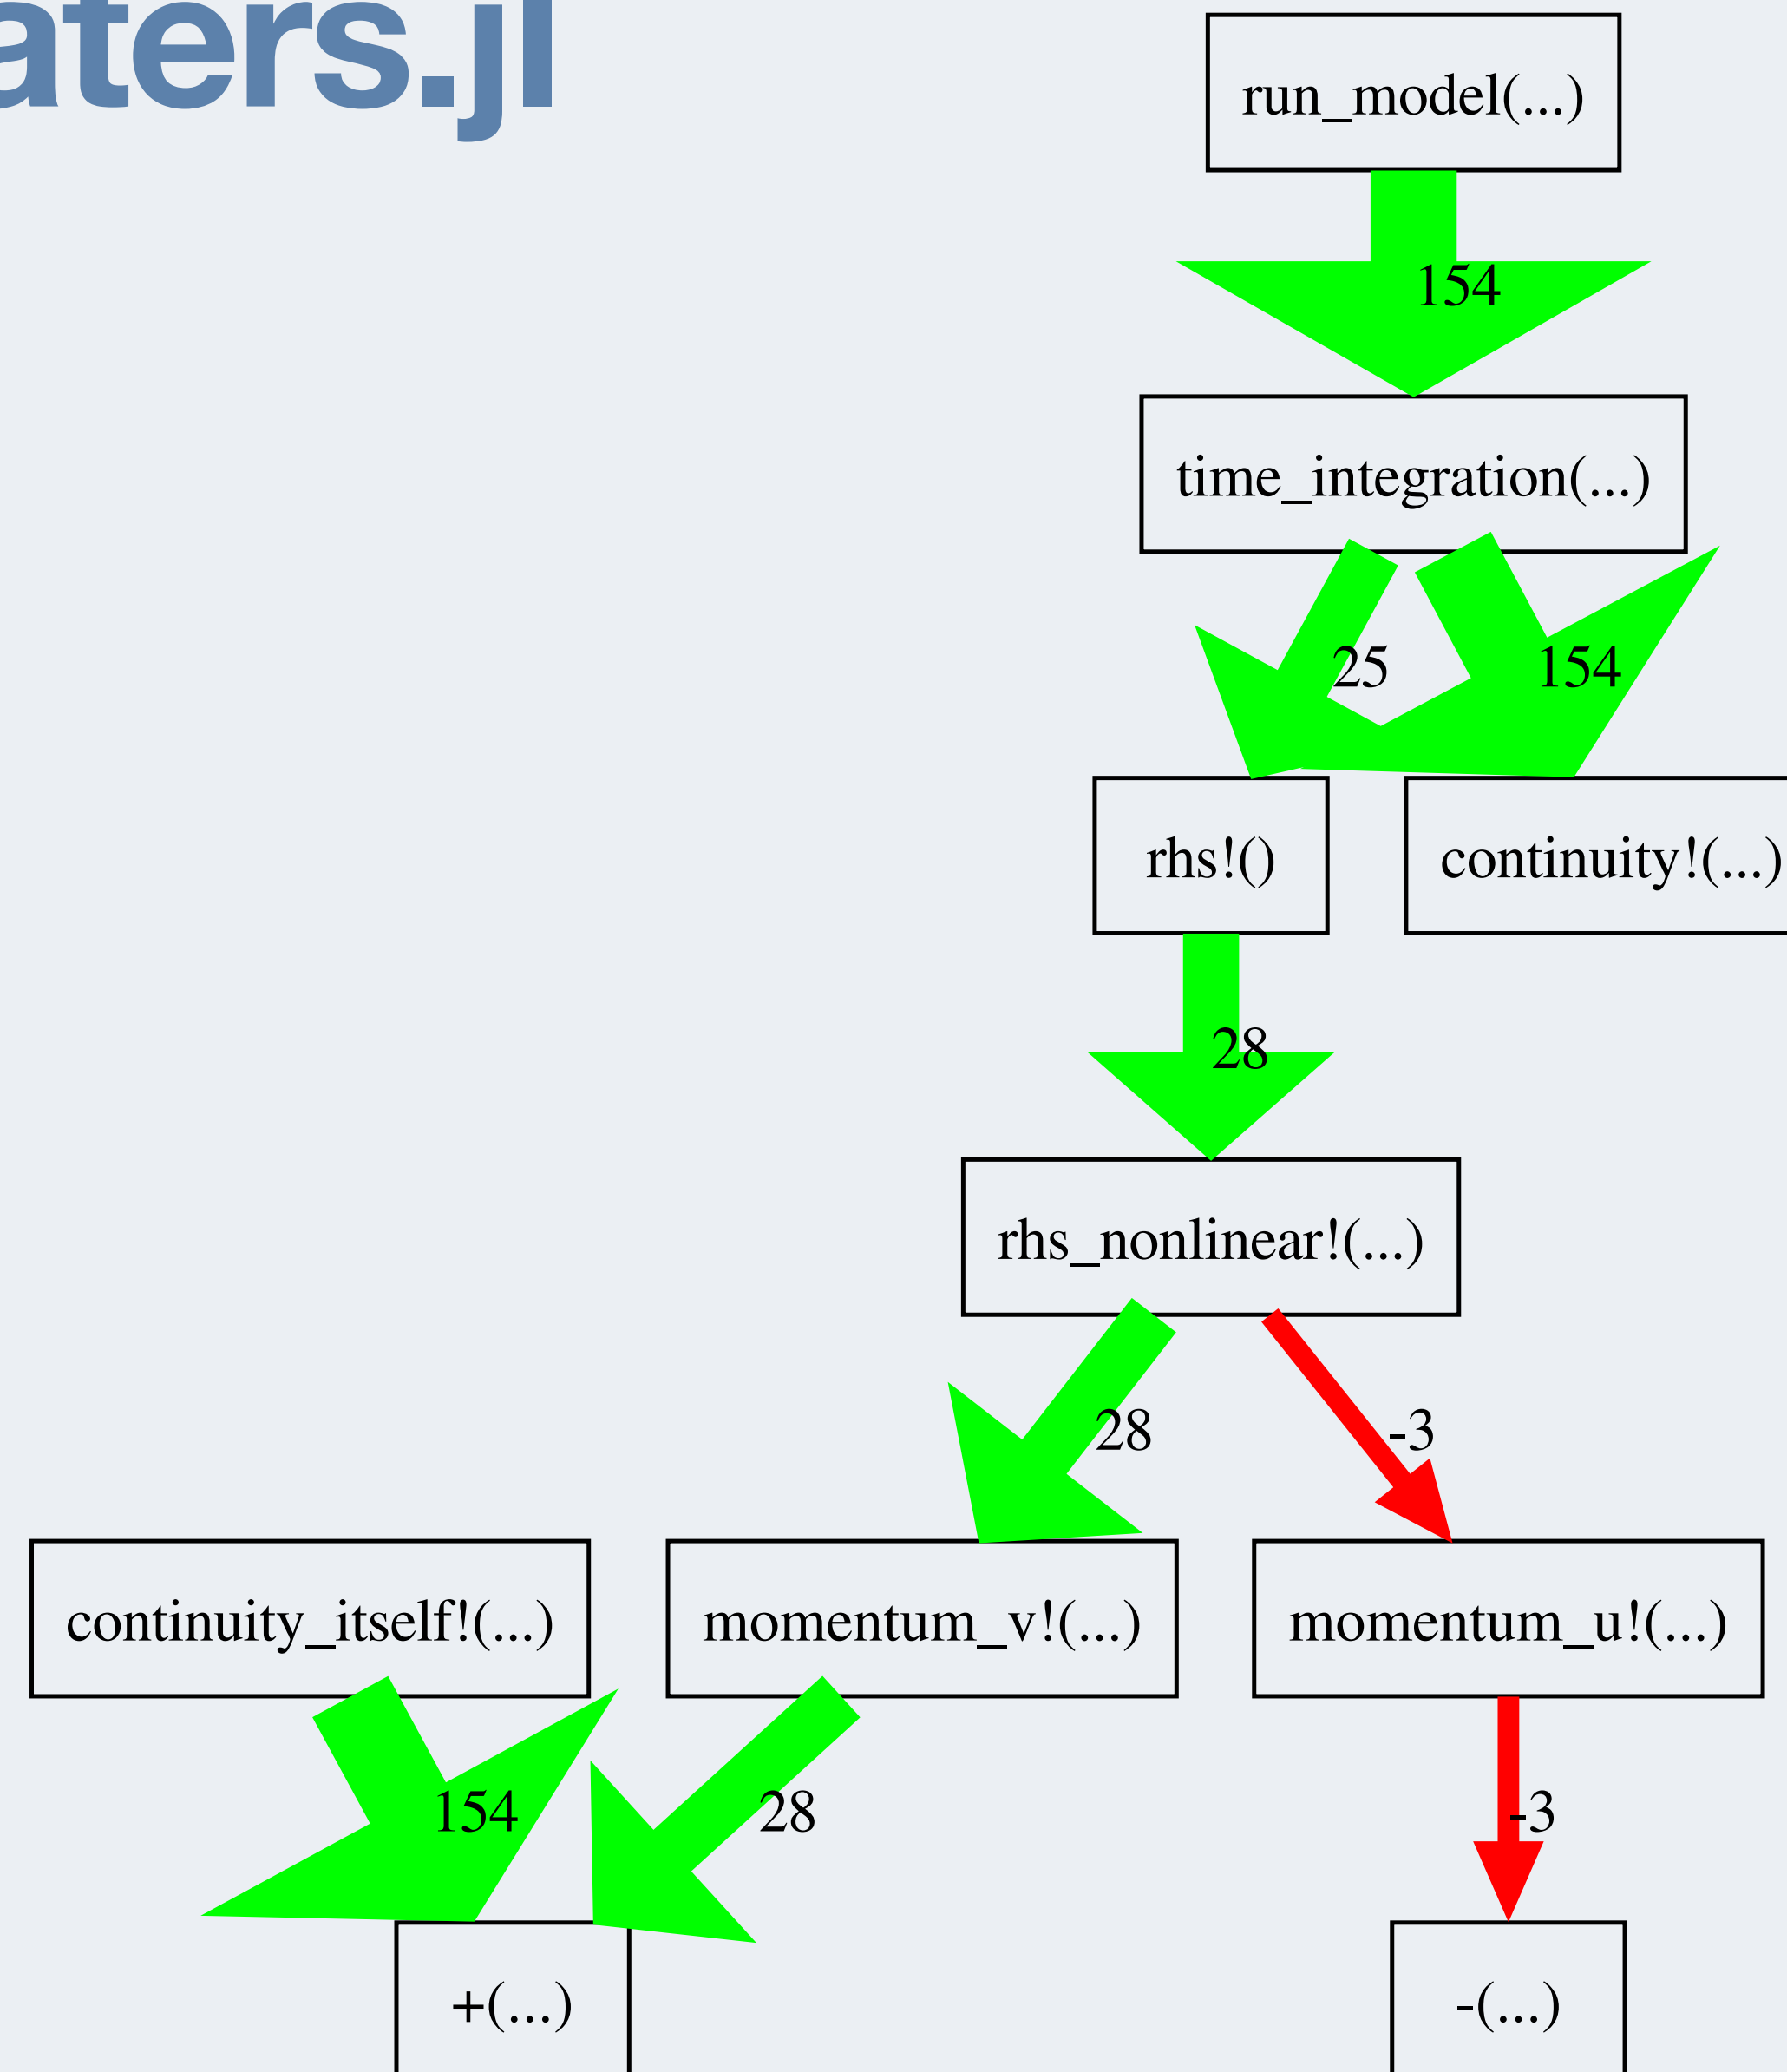 aters.jl
run_model(...)
154
time_integration(...)
25
154
rhs!()
continuity!(...)
28
rhs_nonlinear!(...)
28
-3
continuity_itself!(...)
momentum_v!(...)
momentum_u!(...)
154
28
-3
+(...)
-(...)